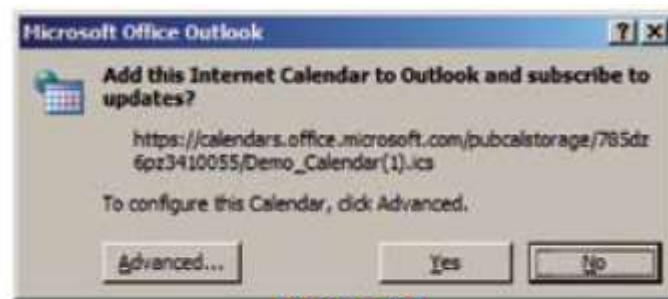 Microsoft Office Outlook
Add this Internet Calendar to Outlook and subscribe to
updates?
https://calendars.office.microsoft.com/pubcalstorage/785dz
6pz3410055/Demo_Calendar(1).ics
To configure this Calendar, click Advanced.
Advanced... Yes No